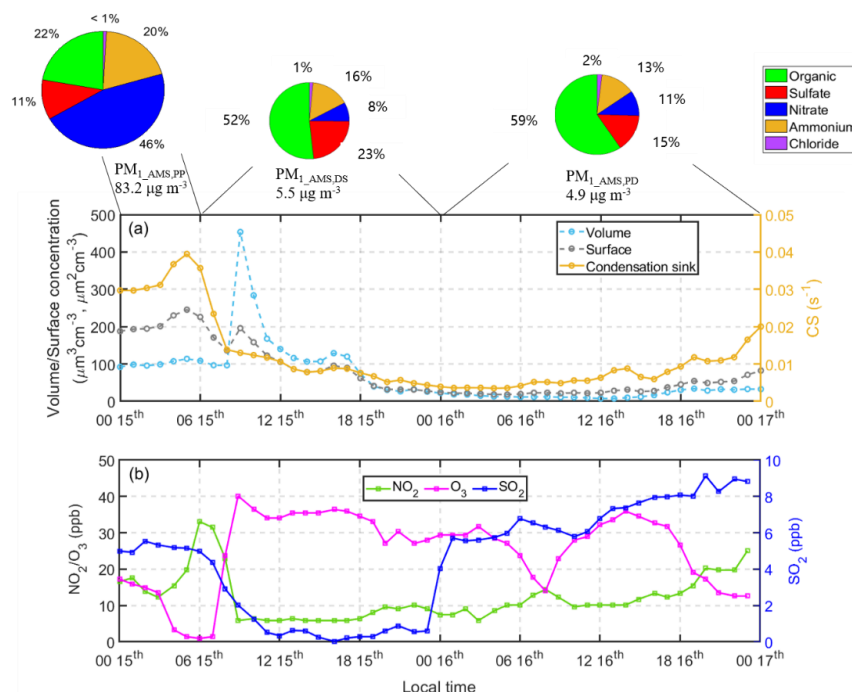 < 1%
20%
22%
11%
46%
PM1_AMS,PP
83.2 µg m-3
1%
16%
8%
52%
23%
PM1_AMS,DS
5.5 µg m-3
2%
13%
11%
59%
15%
PM1_AMS,PD
4.9 µg m-3
Organic
Sulfate
Nitrate
Ammonium
Chloride
(a)
Volume
Surface
Condensation sink
Volume/Surface concentration
(µm3cm-3, µm2cm-3)
500
400
300
200
100
0
0.05
0.04
0.03
0.02
0.01
0
CS (s-1)
00 15th 06 15th 12 15th 18 15th 00 16th 06 16th 12 16th 18 16th 00 17th
(b)
NO2 O3 SO2
NO2/O3 (ppb)
50
40
30
20
10
0
10
8
6
4
2
0
SO2 (ppb)
00 15th 06 15th 12 15th 18 15th 00 16th 06 16th 12 16th 18 16th 00 17th
Local time